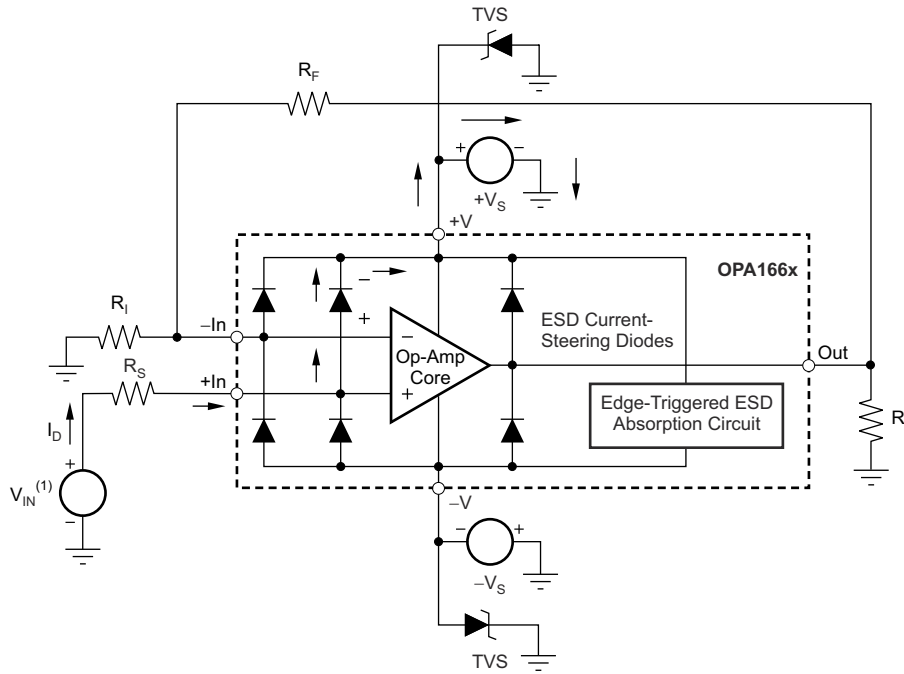 TVS
R_F
+ −
+V_S
+V
OPA166x
−
+
R_I
−In
−
ESD Current-
Steering Diodes
Op-Amp
Core
Out
R_S
+In
+
Edge-Triggered ESD
Absorption Circuit
R
I_D
+
V_IN^(1)
−
−V
− +
−V_S
TVS